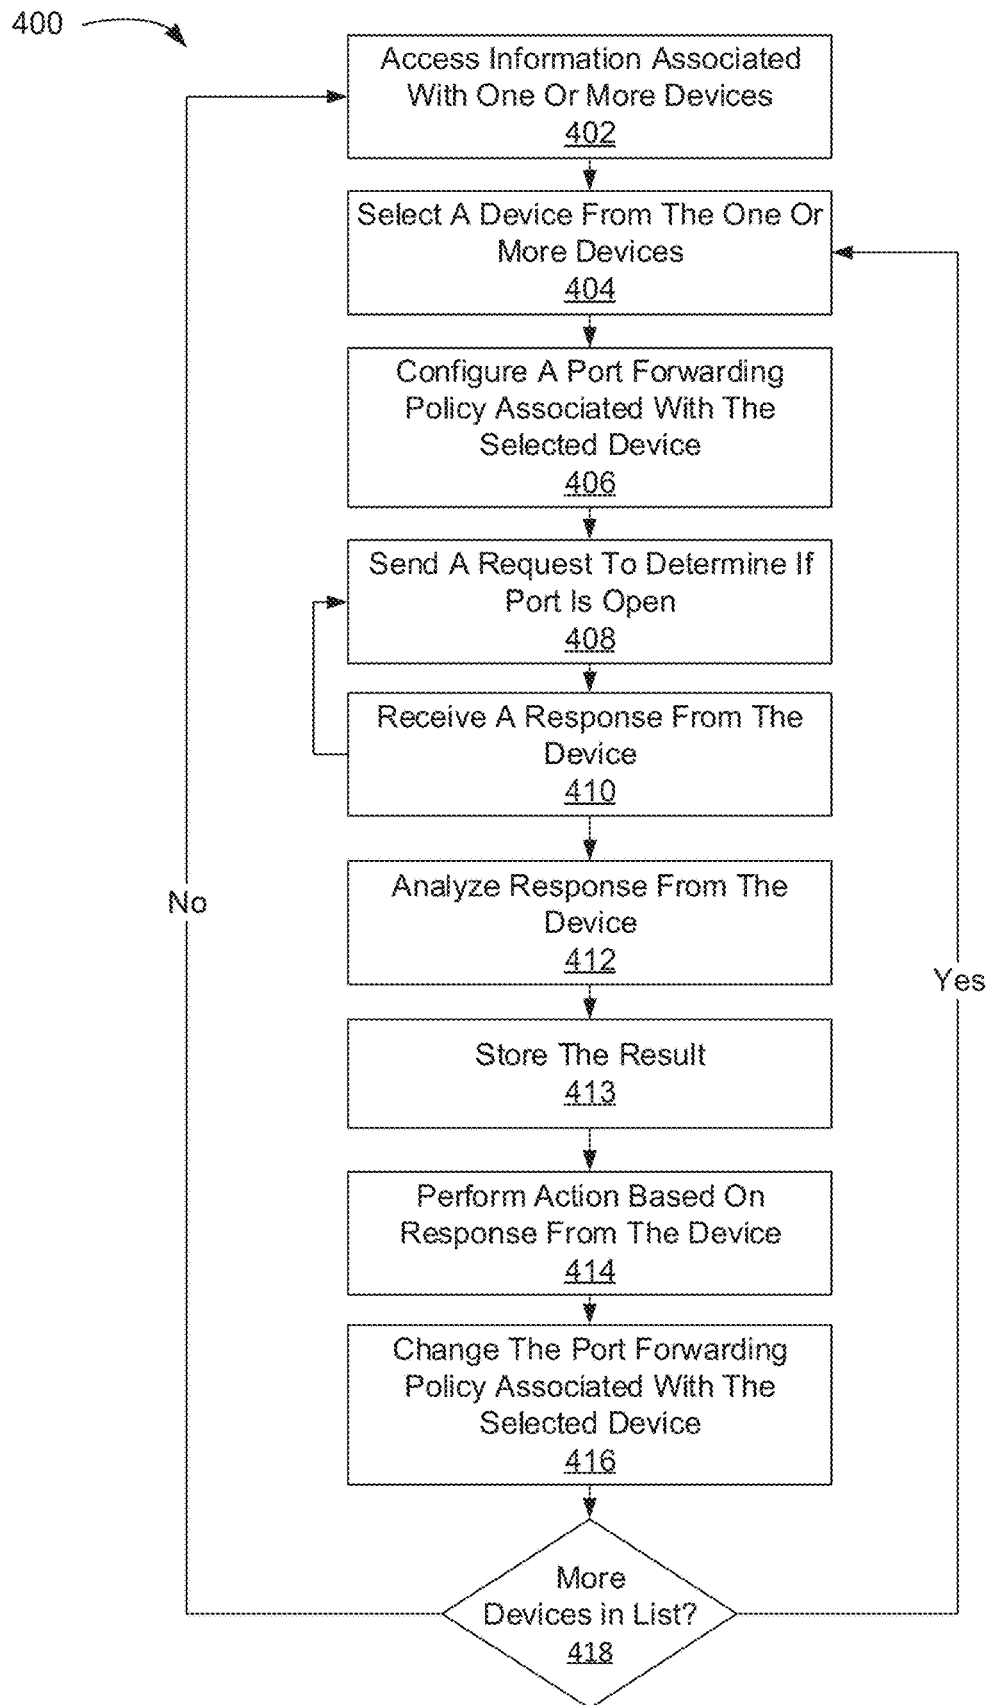 400
Access Information Associated
With One Or More Devices
402
Select A Device From The One Or
More Devices
404
Configure A Port Forwarding
Policy Associated With The
Selected Device
406
Send A Request To Determine If
Port Is Open
408
Receive A Response From The
Device
410
Analyze Response From The
Device
412
No
Yes
Store The Result
413
Perform Action Based On
Response From The Device
414
Change The Port Forwarding
Policy Associated With The
Selected Device
416
More
Devices in List?
418